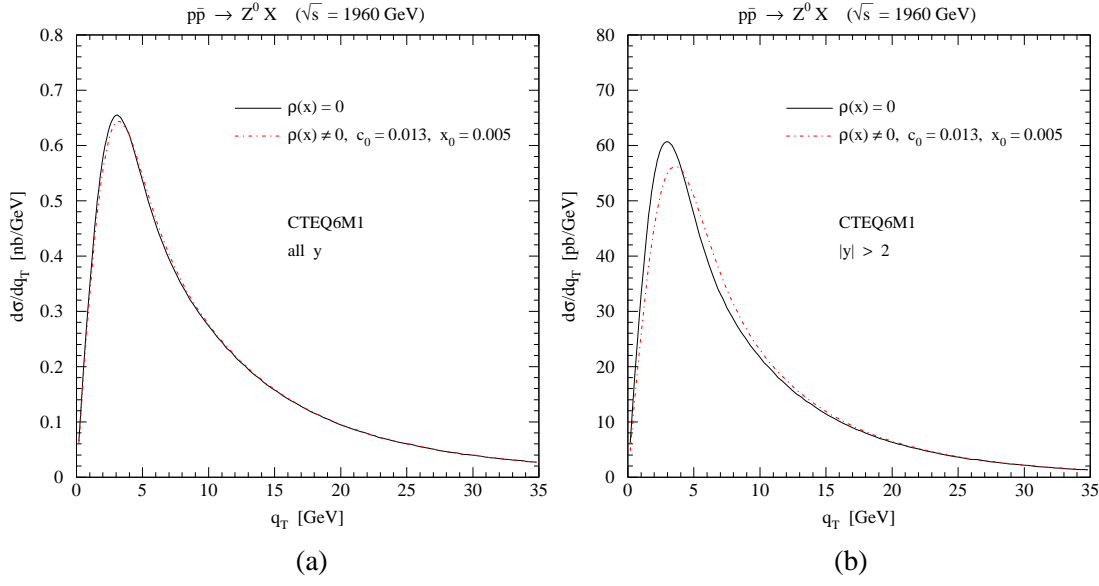 pp̄ → Z⁰ X (√s = 1960 GeV)
0.8
0.7
0.6
0.5
0.4
0.3
0.2
0.1
0
dσ/dq_T [nb/GeV]
ρ(x) = 0
ρ(x) ≠ 0, c₀ = 0.013, x₀ = 0.005
CTEQ6M1
all y
0 5 10 15 20 25 30 35
q_T [GeV]
(a)
pp̄ → Z⁰ X (√s = 1960 GeV)
80
70
60
50
40
30
20
10
0
dσ/dq_T [pb/GeV]
ρ(x) = 0
ρ(x) ≠ 0, c₀ = 0.013, x₀ = 0.005
CTEQ6M1
|y| > 2
0 5 10 15 20 25 30 35
q_T [GeV]
(b)